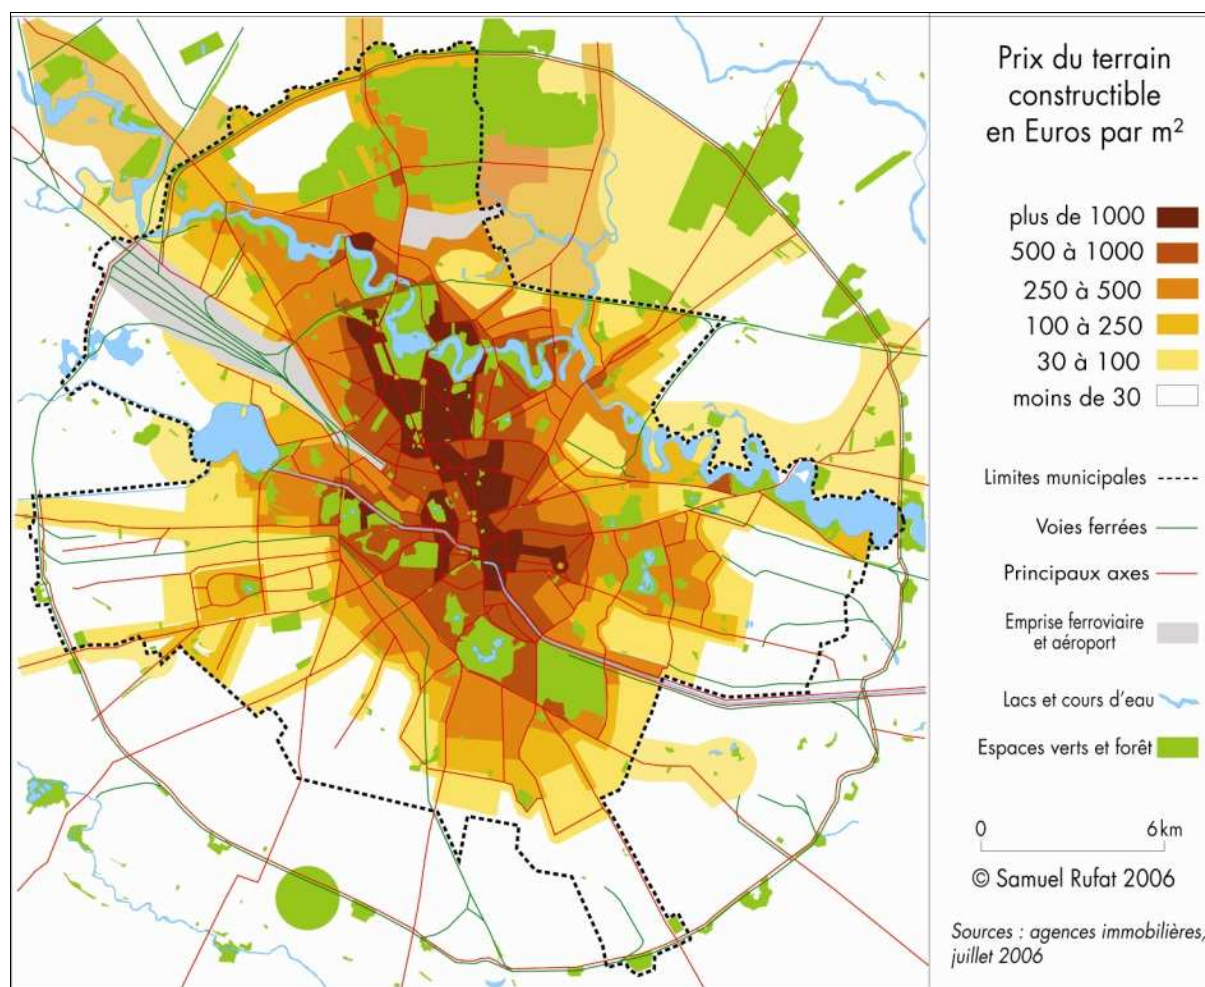 Prix du terrain
constructible
en Euros par m²
plus de 1000
500 à 1000
250 à 500
100 à 250
30 à 100
moins de 30
Limites municipales
Voies ferrées
Principaux axes
Emprise ferroviaire
et aéroport
Lacs et cours d'eau
Espaces verts et forêt
0 6 km
© Samuel Rufat 2006
Sources : agences immobilières,
juillet 2006